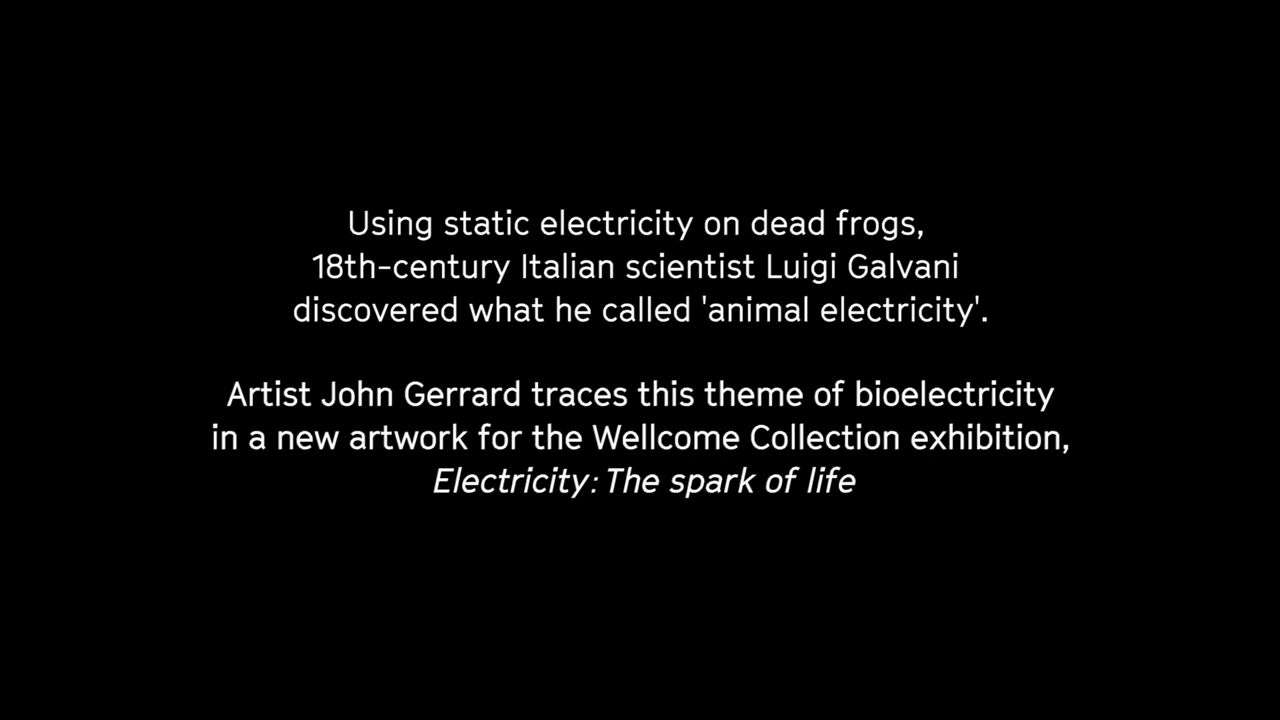 Using static electricity on dead frogs,
18th-century Italian scientist Luigi Galvani
discovered what he called 'animal electricity'.
Artist John Gerrard traces this theme of bioelectricity
in a new artwork for the Wellcome Collection exhibition,
Electricity: The spark of life